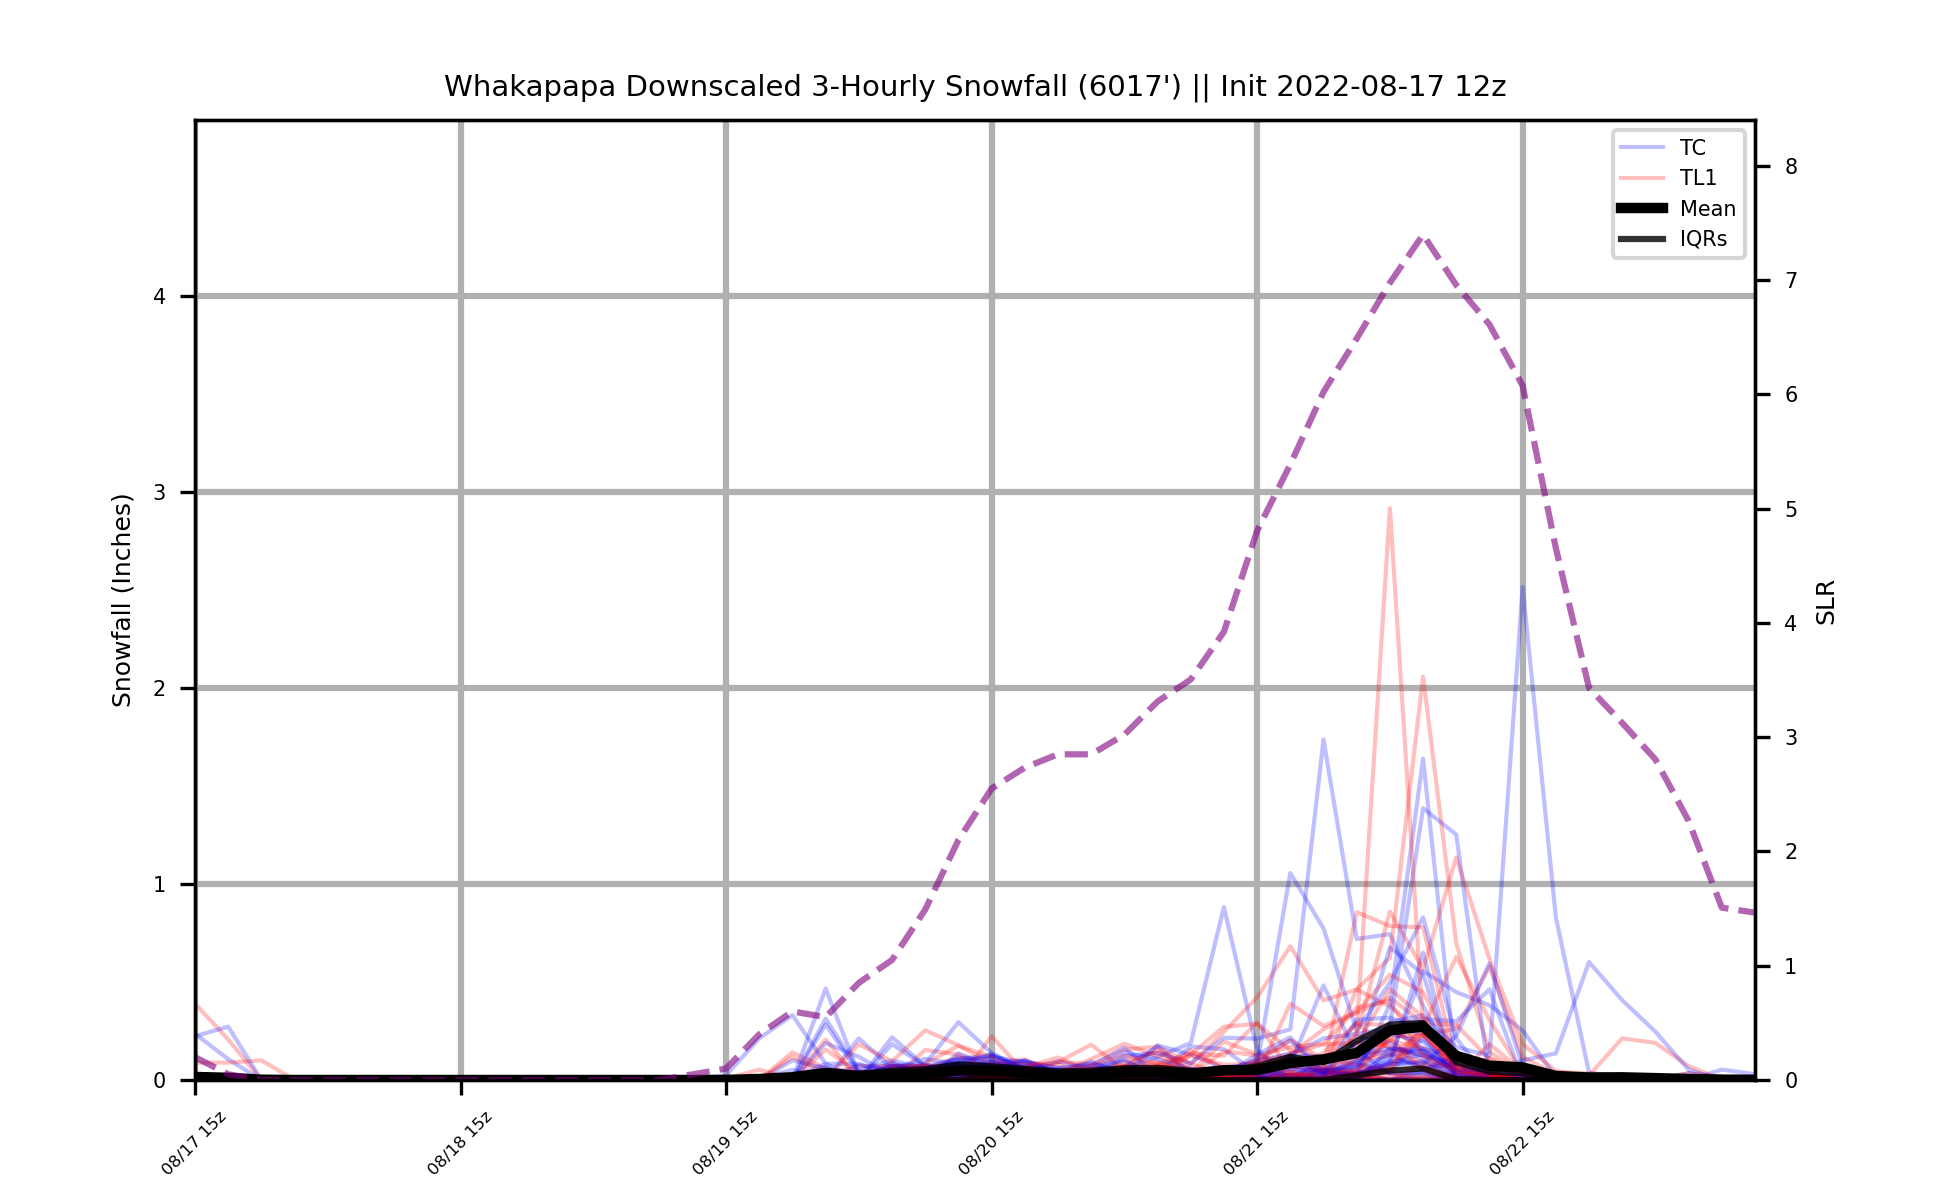 Whakapapa Downscaled 3-Hourly Snowfall (6017') || Init 2022-08-17 12z
TC
TL1
Mean
IQRs
Snowfall (Inches)
4
3
2
1
0
8
7
6
5
4
3
2
1
0
SLR
08/17 15z
08/18 15z
08/19 15z
08/20 15z
08/21 15z
08/22 15z